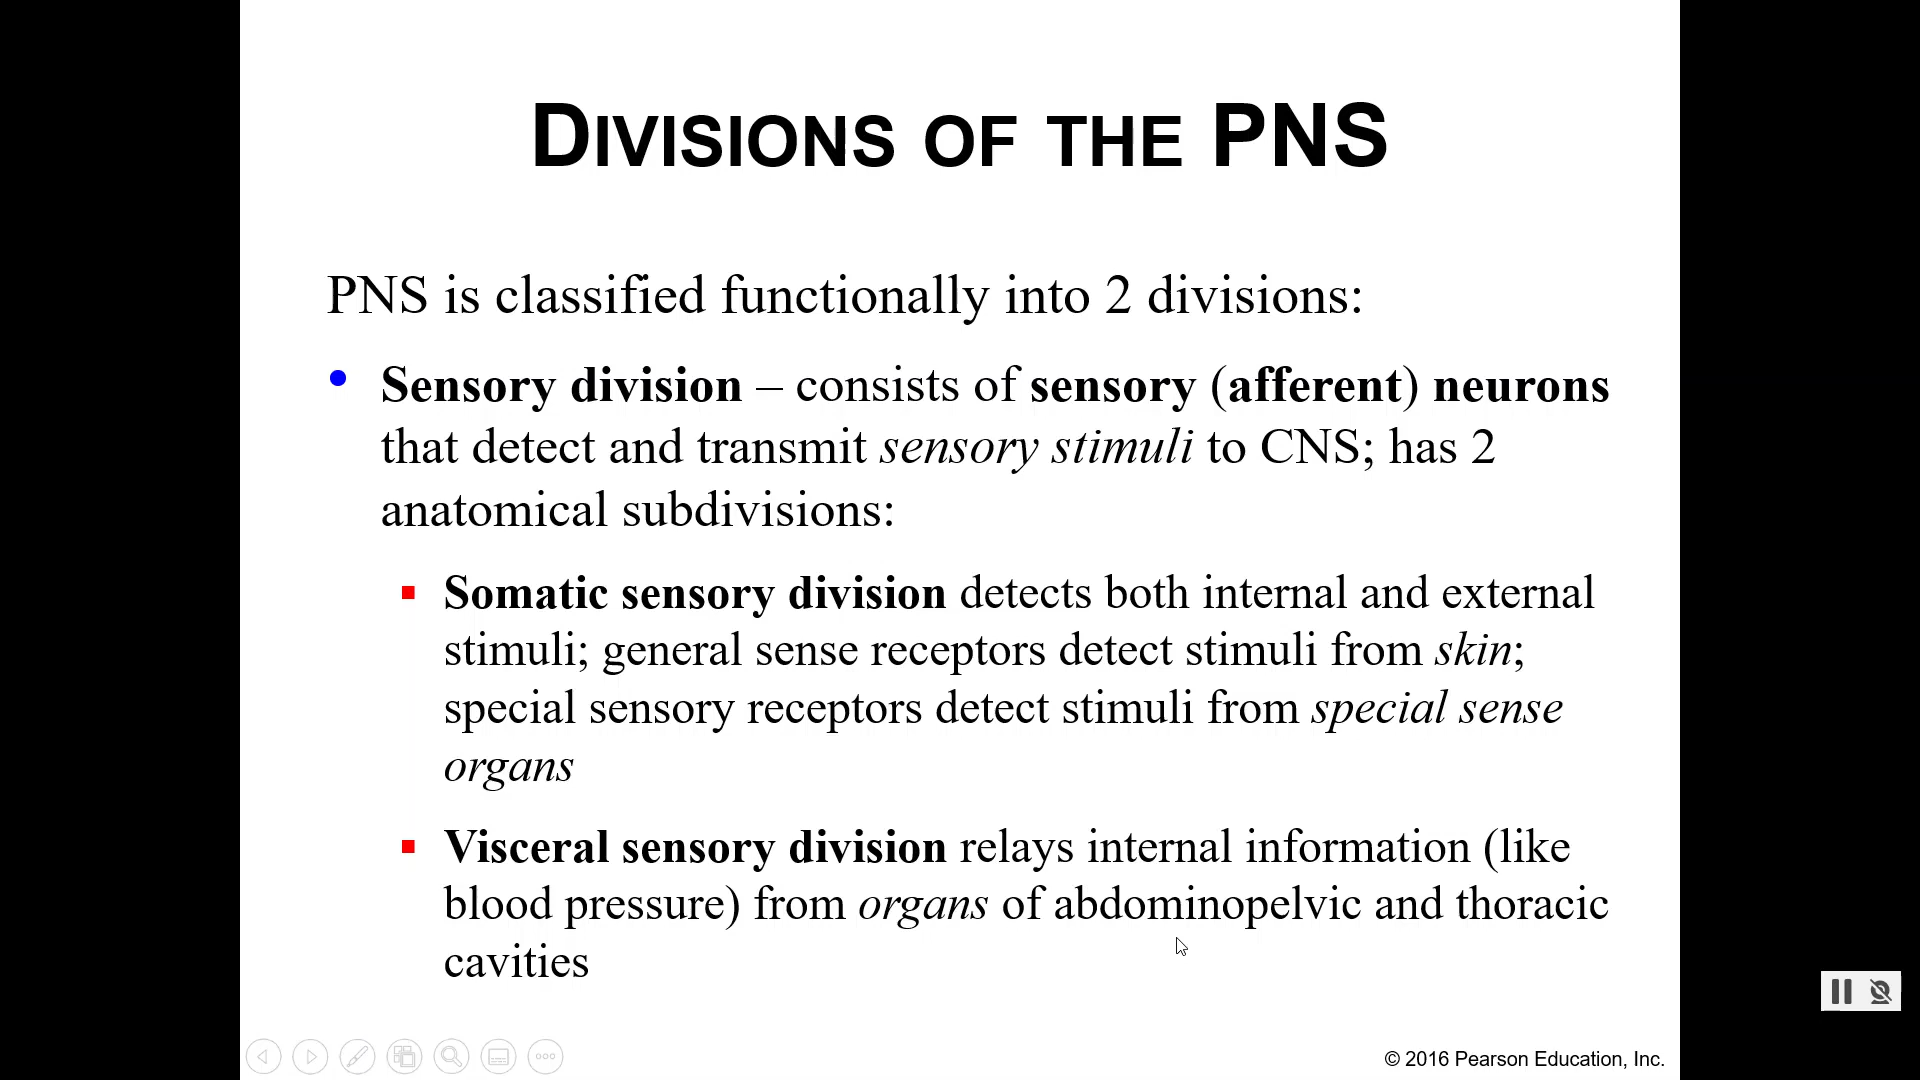 DIVISIONS OF THE PNS
PNS is classified functionally into 2 divisions:
• Sensory division – consists of sensory (afferent) neurons
that detect and transmit sensory stimuli to CNS; has 2
anatomical subdivisions:
▪ Somatic sensory division detects both internal and external
stimuli; general sense receptors detect stimuli from skin;
special sensory receptors detect stimuli from special sense
organs
▪ Visceral sensory division relays internal information (like
blood pressure) from organs of abdominopelvic and thoracic
cavities
© 2016 Pearson Education, Inc.